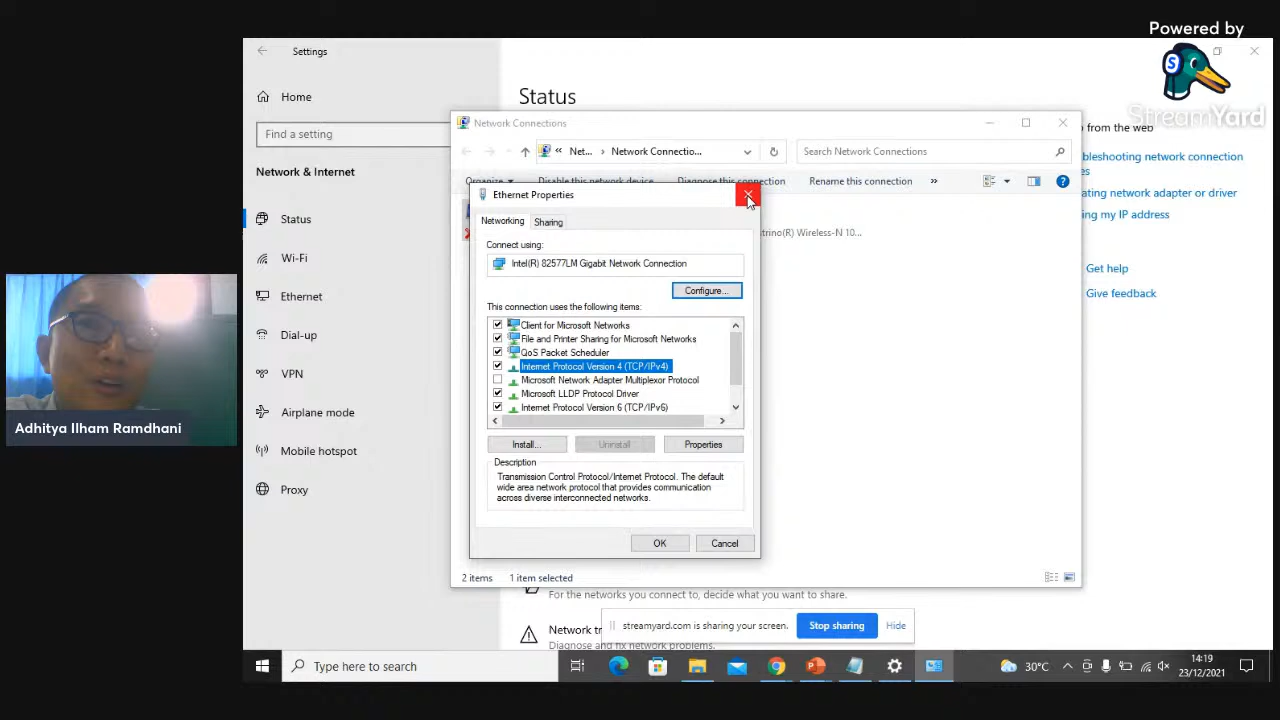 Powered by
StreamYard
Settings
Home
Find a setting
Network & Internet
Status
Wi-Fi
Ethernet
Dial-up
VPN
Airplane mode
Mobile hotspot
Proxy
Status
from the web
network connection
network adapter or driver
my IP address
Get help
Give feedback
Network Connections
« Net... › Network Connectio...
Search Network Connections
Organize
Disable this network device
Diagnose this connection
Rename this connection
»
Wireless-N 10...
Ethernet Properties
Networking
Sharing
Connect using:
Intel(R) 82577LM Gigabit Network Connection
Configure...
This connection uses the following items:
Client for Microsoft Networks
File and Printer Sharing for Microsoft Networks
QoS Packet Scheduler
Internet Protocol Version 4 (TCP/IPv4)
Microsoft Network Adapter Multiplexor Protocol
Microsoft LLDP Protocol Driver
Internet Protocol Version 6 (TCP/IPv6)
Install...
Uninstall
Properties
Description
Transmission Control Protocol/Internet Protocol. The default
wide area network protocol that provides communication
across diverse interconnected networks.
OK
Cancel
2 items
1 item selected
For the networks you connect to, decide what you want to share.
Network
Diagnose and fix network problems.
streamyard.com is sharing your screen.
Stop sharing
Hide
Adhitya Ilham Ramdhani
Type here to search
30°C
14:19
23/12/2021